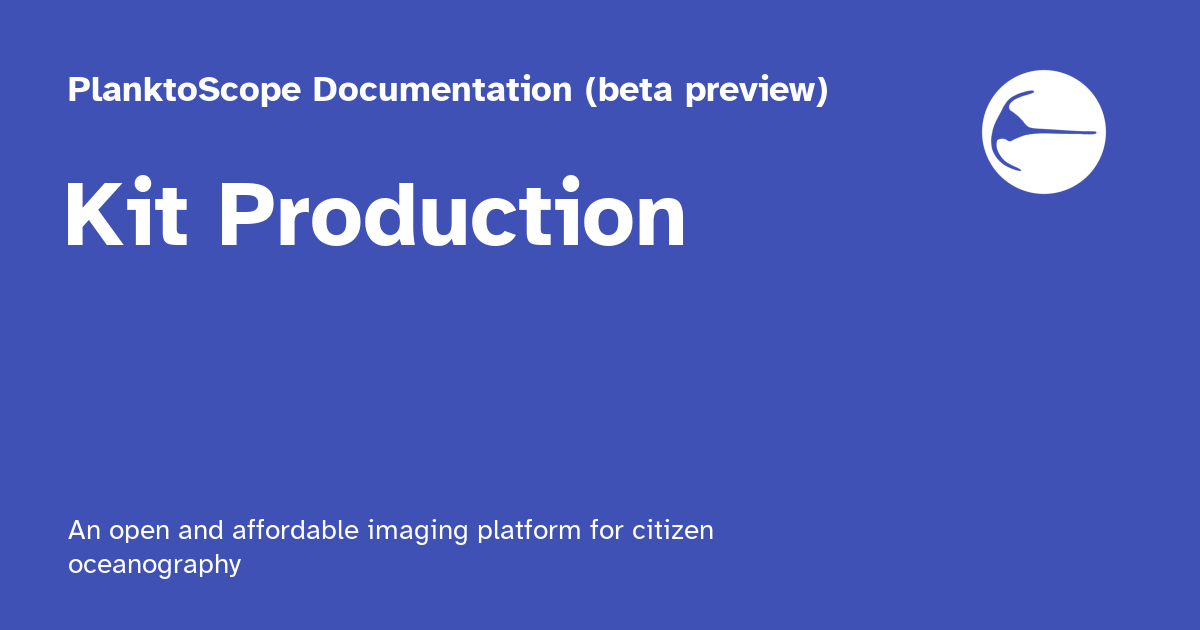 PlanktoScope Documentation (beta preview)
Kit Production
An open and affordable imaging platform for citizen
oceanography